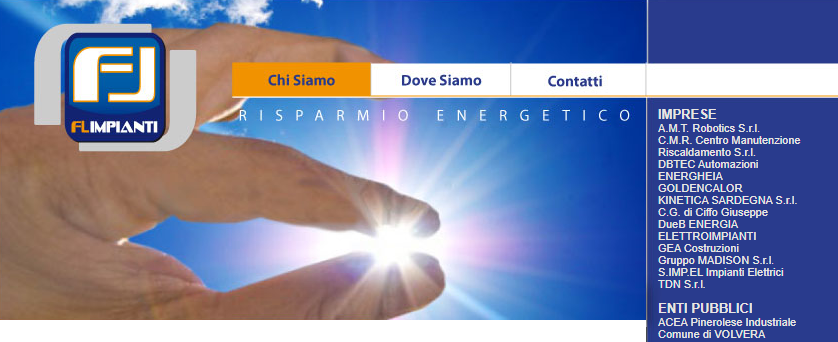 FLIMPIANTI
Chi Siamo
Dove Siamo
Contatti
RISPARMIO ENERGETICO
IMPRESE
A.M.T. Robotics S.r.l.
C.M.R. Centro Manutenzione
Riscaldamento S.r.l.
DBTEC Automazioni
ENERGHEIA
GOLDENCALOR
KINETICA SARDEGNA S.r.l.
C.G. di Ciffo Giuseppe
DueB ENERGIA
ELETTROIMPIANTI
GEA Costruzioni
Gruppo MADISON S.r.l.
S.IMP.EL Impianti Elettrici
TDN S.r.l.
ENTI PUBBLICI
ACEA Pinerolese Industriale
Comune di VOLVERA